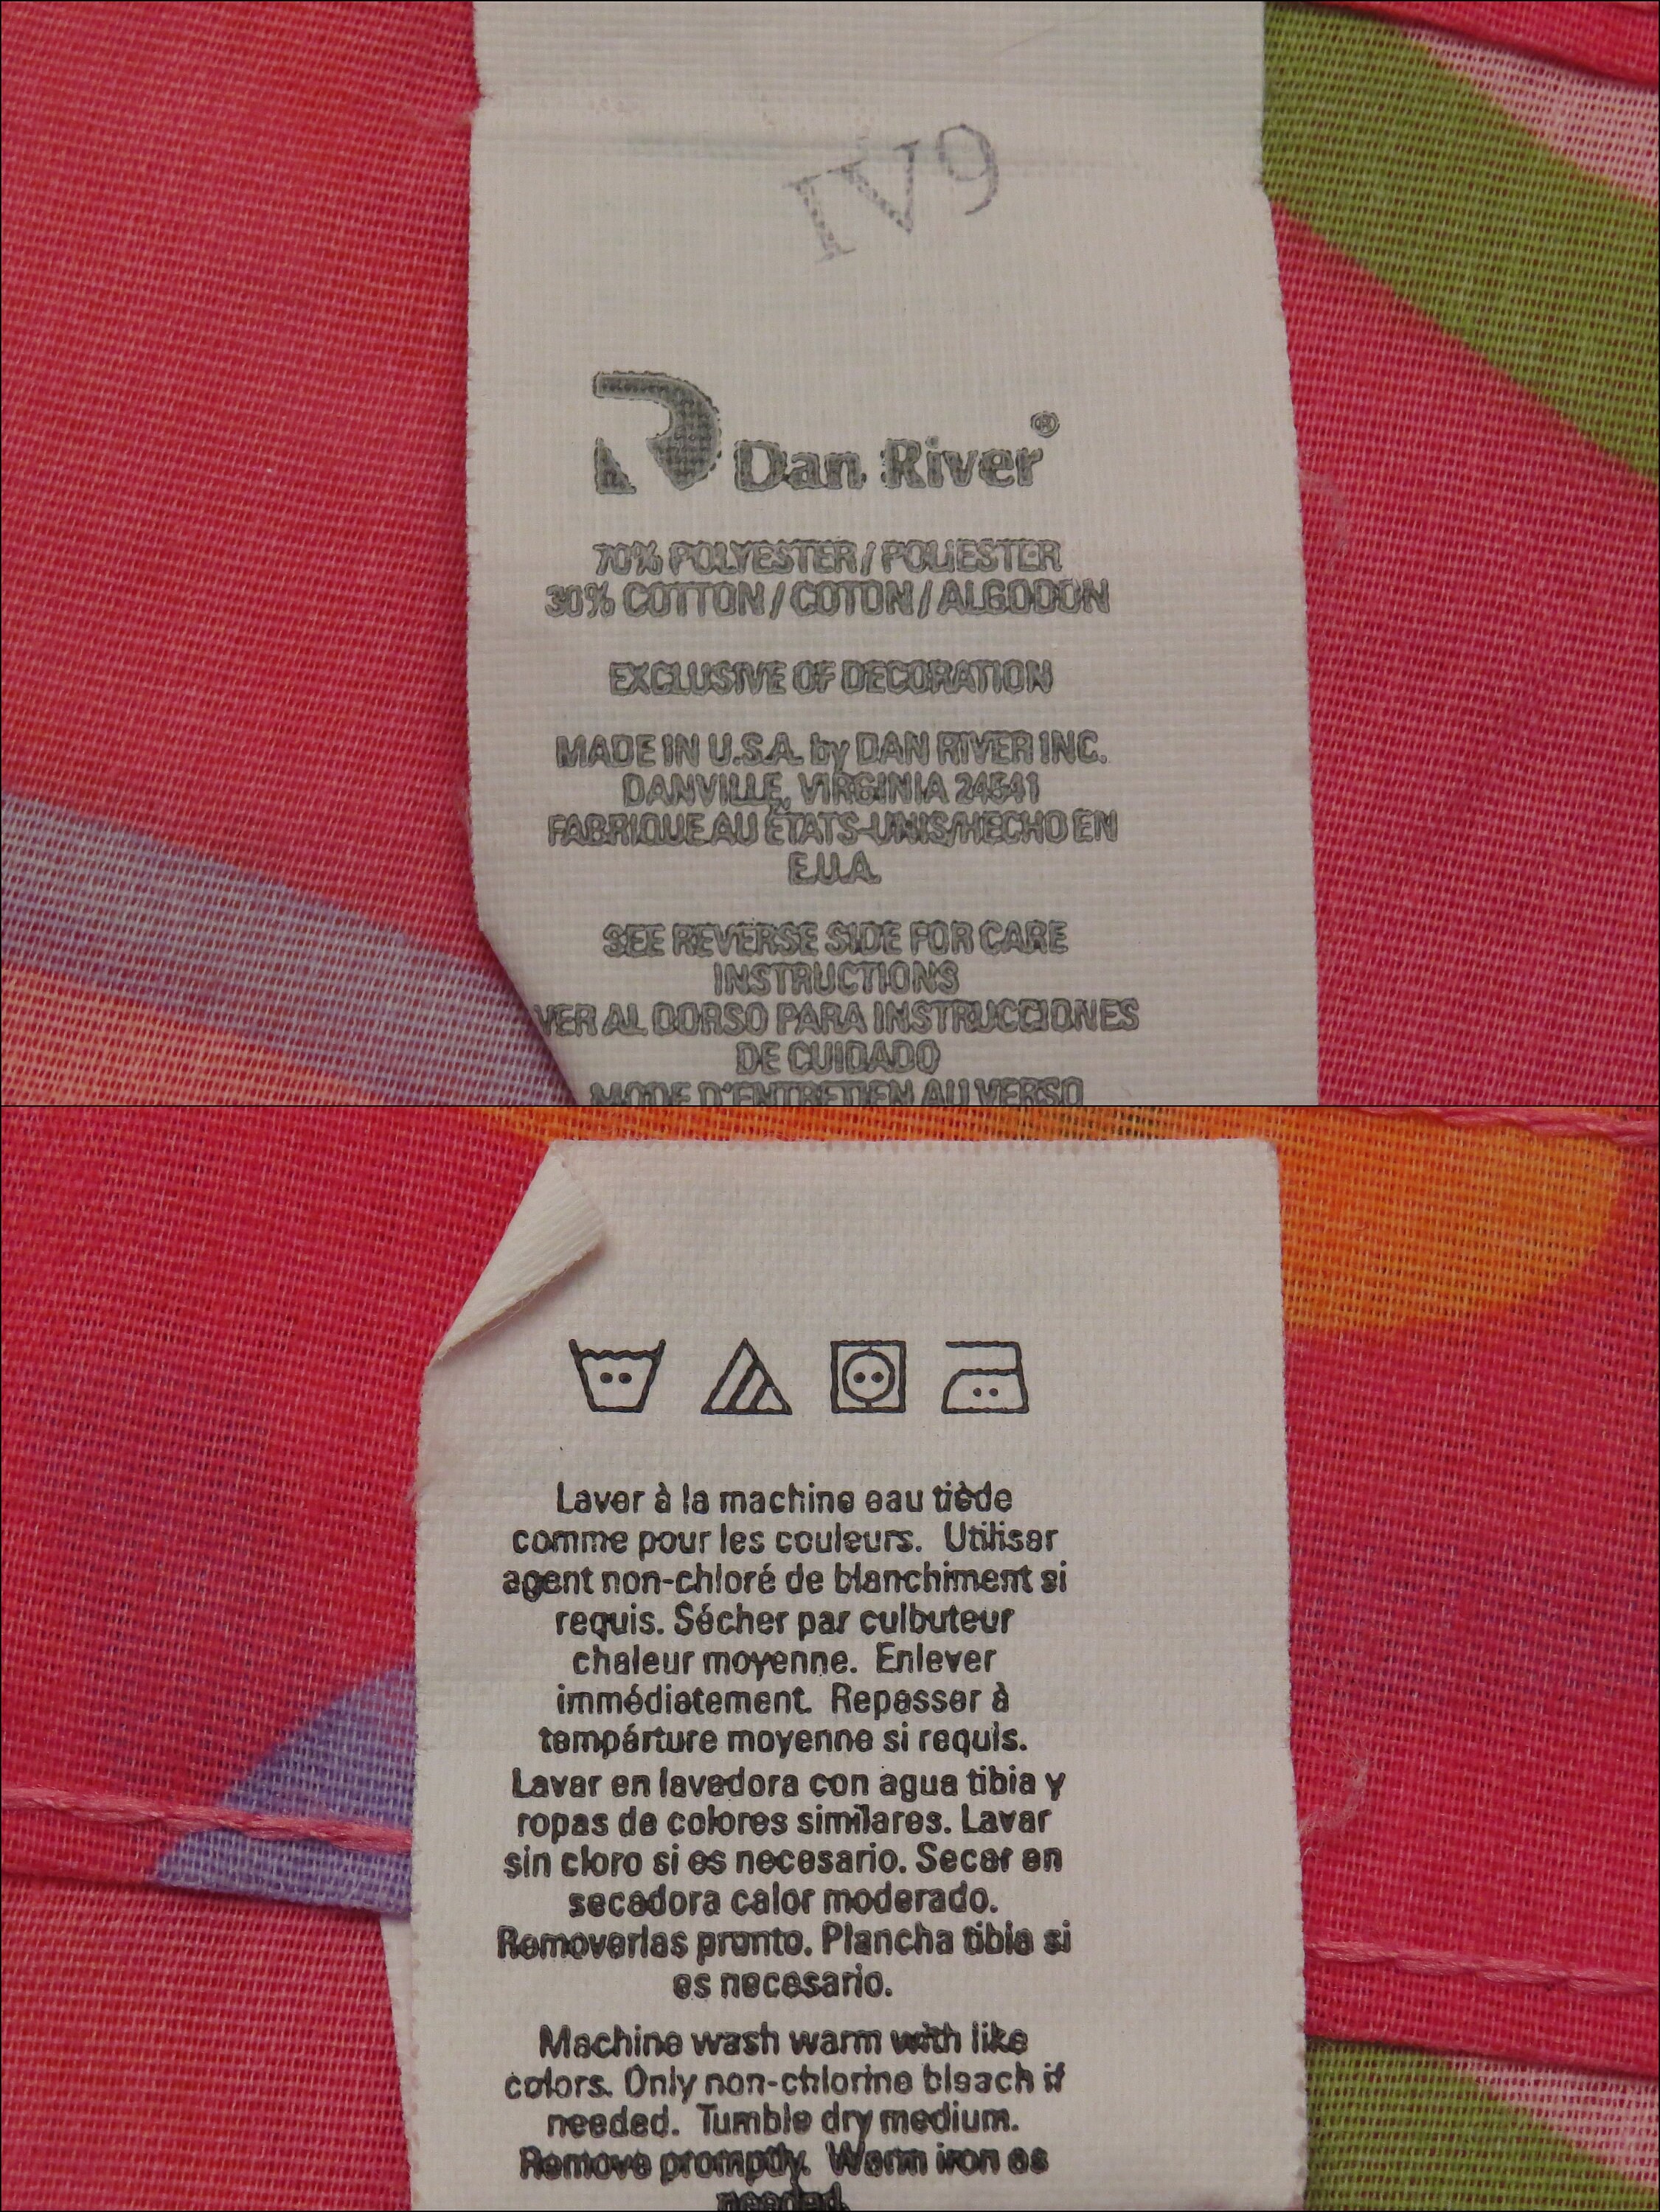 IV9
Dan River®
70% POLYESTER / POLIESTER
30% COTTON / COTON / ALGODON
EXCLUSIVE OF DECORATION
MADE IN U.S.A. by DAN RIVER INC.
DANVILLE, VIRGINIA 24541
FABRIQUE AU ÉTATS-UNIS/HECHO EN
E.U.A.
SEE REVERSE SIDE FOR CARE
INSTRUCTIONS
VER AL DORSO PARA INSTRUCCIONES
DE CUIDADO
MODE D'ENTRETIEN AU VERSO
Laver à la machine eau tiède
comme pour les couleurs. Utiliser
agent non-chloré de blanchiment si
requis. Sécher par culbuteur
chaleur moyenne. Enlever
immédiatement. Repasser à
tempárture moyenne si requis.
Lavar en lavadora con agua tibia y
ropas de colores similares. Lavar
sin cloro si es necesario. Secar en
secadora calor moderado.
Removerlas pronto. Plancha tibia si
es necesario.
Machine wash warm with like
colors. Only non-chlorine bleach if
needed. Tumble dry medium.
Remove promptly. Warm iron as
needed.